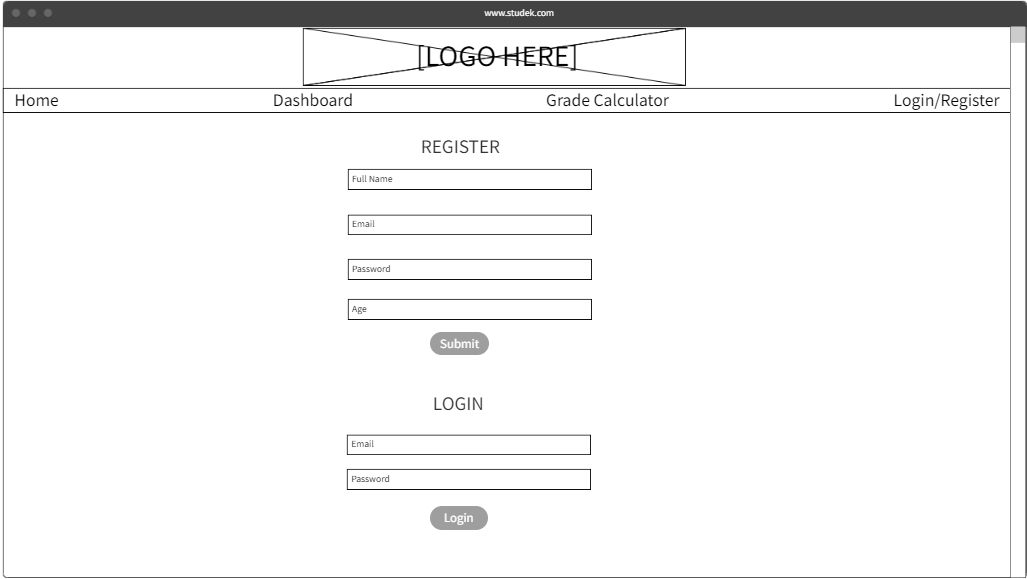 www.studek.com
[LOGO HERE]
Home Dashboard Grade Calculator Login/Register
REGISTER
Full Name
Email
Password
Age
Submit
LOGIN
Email
Password
Login